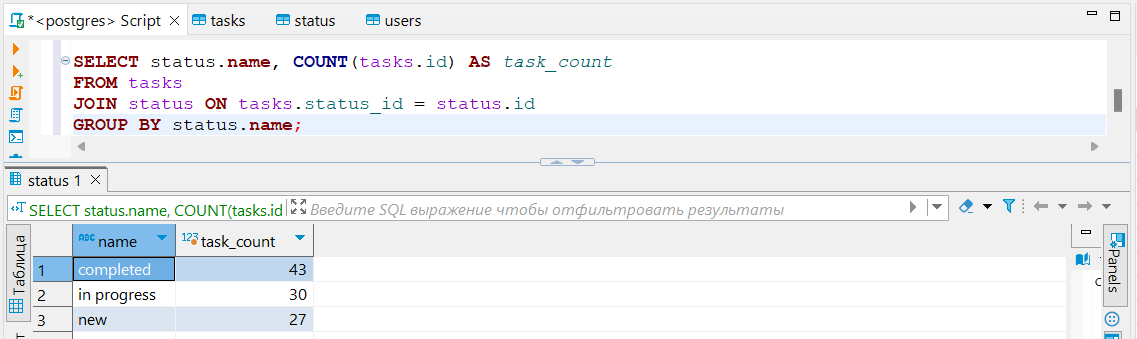 *<postgres> Script
tasks
status
users
SELECT status.name, COUNT(tasks.id) AS task_count
FROM tasks
JOIN status ON tasks.status_id = status.id
GROUP BY status.name;
status 1
SELECT status.name, COUNT(tasks.id
Введите SQL выражение чтобы отфильтровать результаты
Таблица
ABC name
123 task_count
1 completed 43
2 in progress 30
3 new 27
Panels